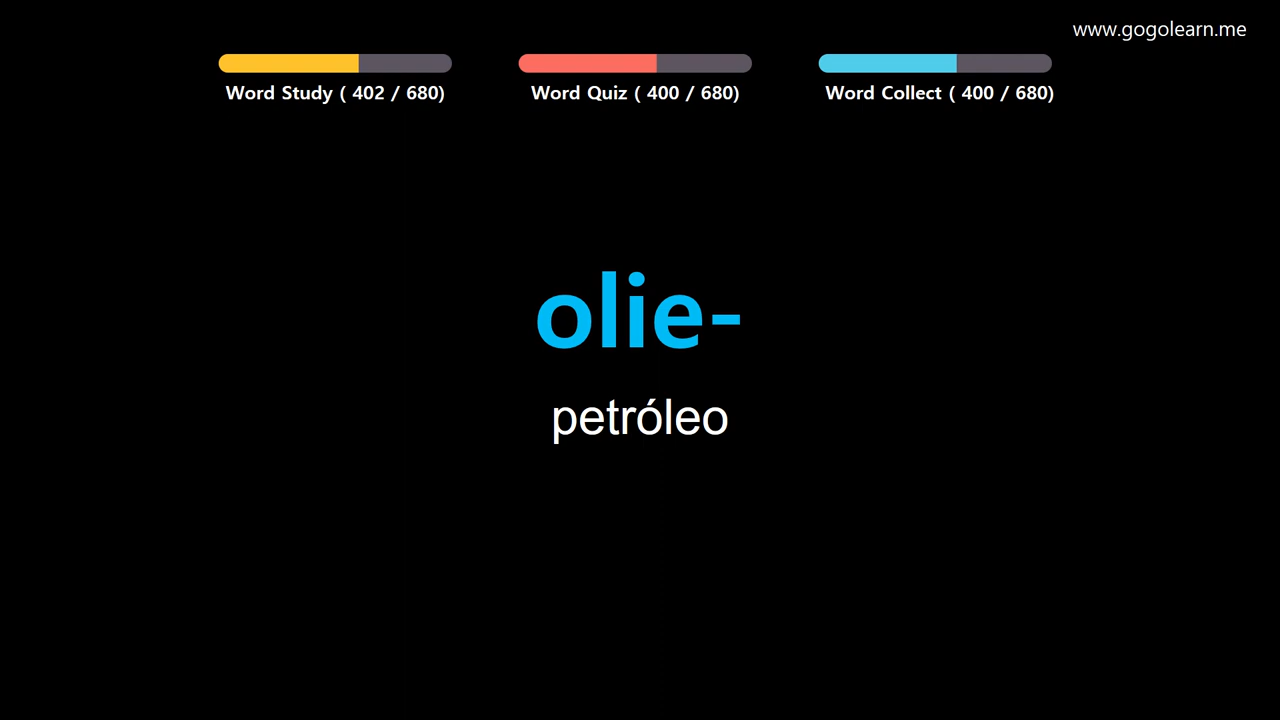 www.gogolearn.me
Word Study ( 402 / 680)
Word Quiz ( 400 / 680)
Word Collect ( 400 / 680)
olie-
petróleo